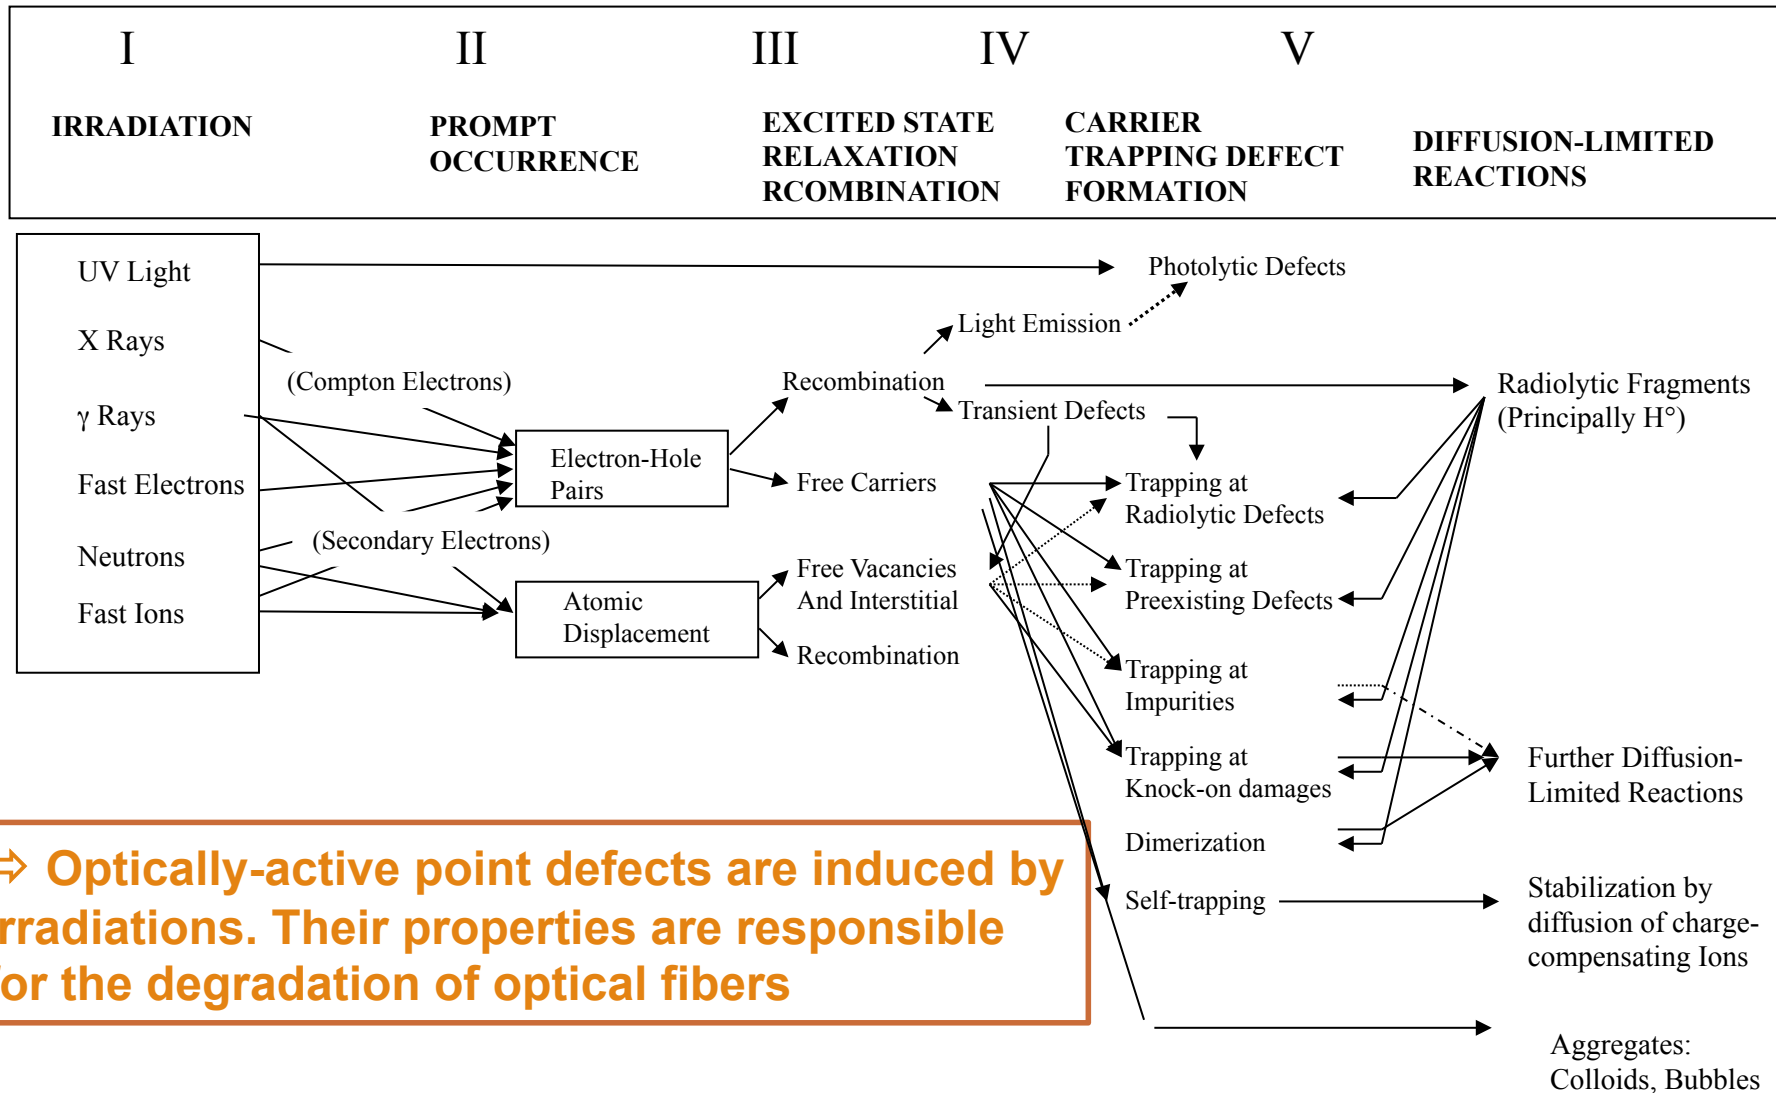 I
II
III
IV
V
IRRADIATION
PROMPT
OCCURRENCE
EXCITED STATE
RELAXATION
RCOMBINATION
CARRIER
TRAPPING DEFECT
FORMATION
DIFFUSION-LIMITED
REACTIONS
UV Light
X Rays
γ Rays
Fast Electrons
Neutrons
Fast Ions
(Compton Electrons)
(Secondary Electrons)
Electron-Hole
Pairs
Atomic
Displacement
Recombination
Free Carriers
Free Vacancies
And Interstitial
Recombination
Light Emission
Transient Defects
Photolytic Defects
Trapping at
Radiolytic Defects
Trapping at
Preexisting Defects
Trapping at
Impurities
Trapping at
Knock-on damages
Dimerization
Self-trapping
Radiolytic Fragments
(Principally H°)
Further Diffusion-
Limited Reactions
Stabilization by
diffusion of charge-
compensating Ions
Aggregates:
Colloids, Bubbles
⇨ Optically-active point defects are induced by
rradiations. Their properties are responsible
or the degradation of optical fibers